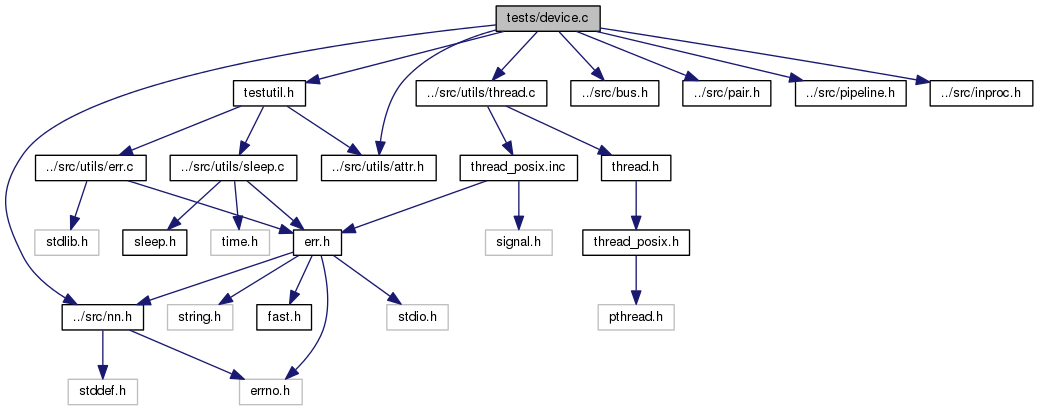 tests/device.c
testutil.h
../src/utils/thread.c
../src/bus.h
../src/pair.h
../src/pipeline.h
../src/inproc.h
../src/utils/err.c
../src/utils/sleep.c
../src/utils/attr.h
thread_posix.inc
thread.h
stdlib.h
sleep.h
time.h
err.h
signal.h
thread_posix.h
../src/nn.h
string.h
fast.h
stdio.h
pthread.h
stddef.h
errno.h